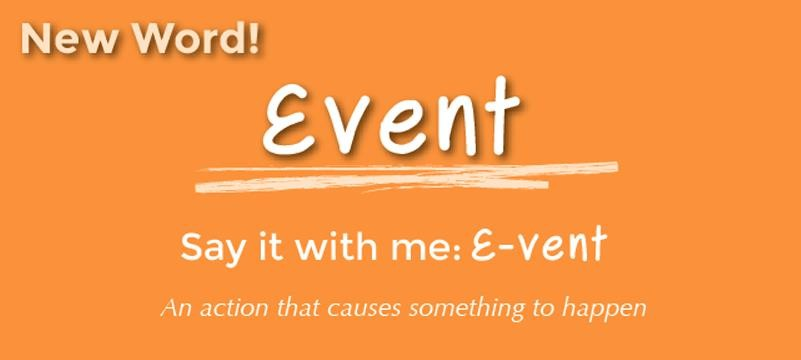 New Word!
Event
Say it with me: E-vent
An action that causes something to happen